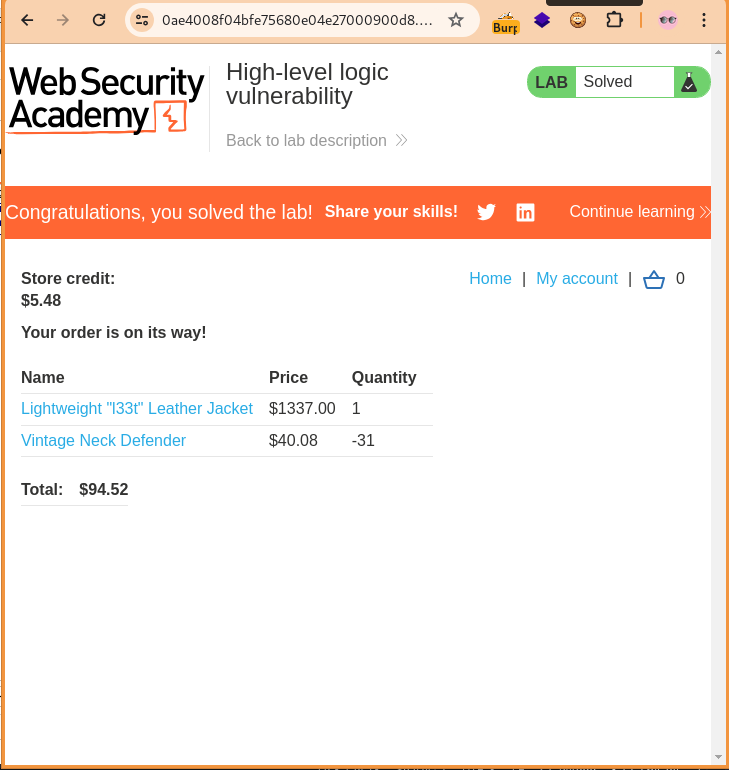 0ae4008f04bfe75680e04e27000900d8....
Burp
Web Security
Academy
High-level logic
vulnerability
LAB Solved
Back to lab description
Congratulations, you solved the lab! Share your skills! Continue learning
Store credit:
$5.48
Home | My account | 0
Your order is on its way!
Name Price Quantity
Lightweight "l33t" Leather Jacket $1337.00 1
Vintage Neck Defender $40.08 -31
Total: $94.52